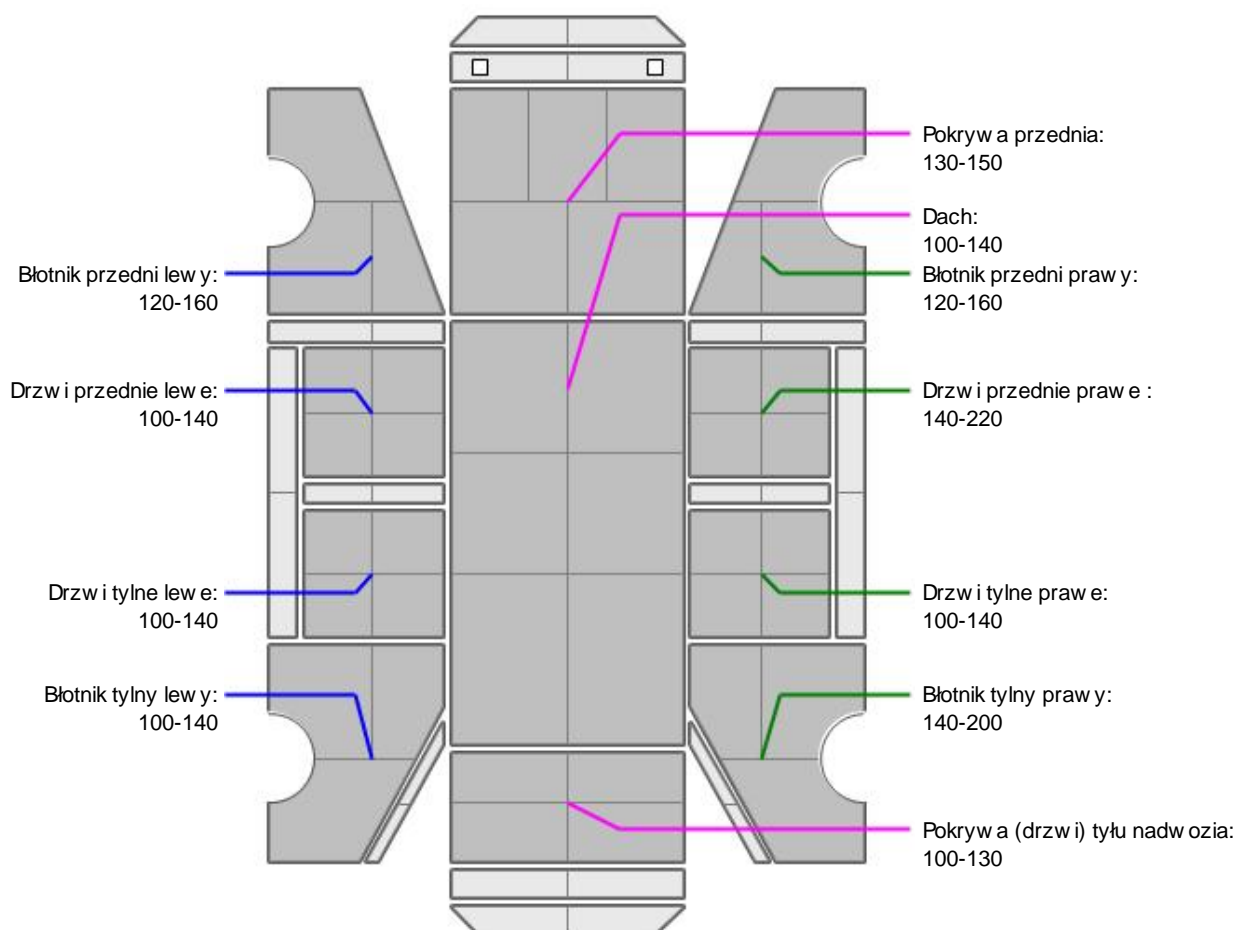 Pokrywa przednia:
130-150
Dach:
100-140
Błotnik przedni lewy:
120-160
Błotnik przedni prawy:
120-160
Drzwi przednie lewe:
100-140
Drzwi przednie prawe :
140-220
Drzwi tylne lewe:
100-140
Drzwi tylne prawe:
100-140
Błotnik tylny lewy:
100-140
Błotnik tylny prawy:
140-200
Pokrywa (drzwi) tyłu nadwozia:
100-130